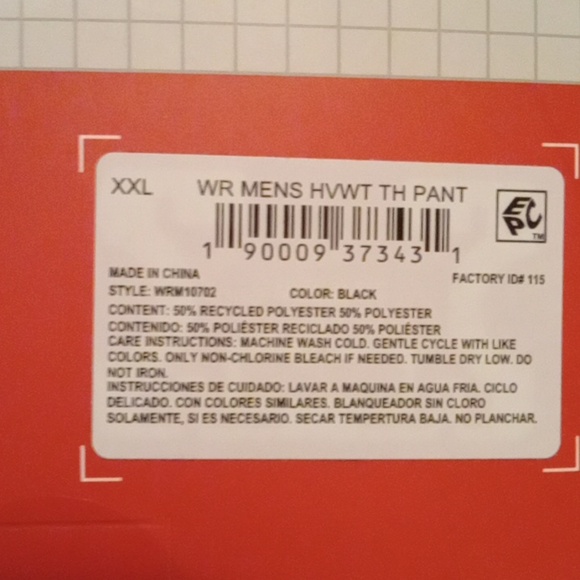 XXL WR MENS HVWT TH PANT
EPC
TM
1 90009 37343 1
MADE IN CHINA FACTORY ID# 115
STYLE: WRM10702 COLOR: BLACK
CONTENT: 50% RECYCLED POLYESTER 50% POLYESTER
CONTENIDO: 50% POLIÉSTER RECICLADO 50% POLIÉSTER
CARE INSTRUCTIONS: MACHINE WASH COLD. GENTLE CYCLE WITH LIKE
COLORS. ONLY NON-CHLORINE BLEACH IF NEEDED. TUMBLE DRY LOW. DO
NOT IRON.
INSTRUCCIONES DE CUIDADO: LAVAR A MAQUINA EN AGUA FRIA. CICLO
DELICADO. CON COLORES SIMILARES. BLANQUEADOR SIN CLORO
SOLAMENTE, SI ES NECESARIO. SECAR TEMPERTURA BAJA. NO PLANCHAR.